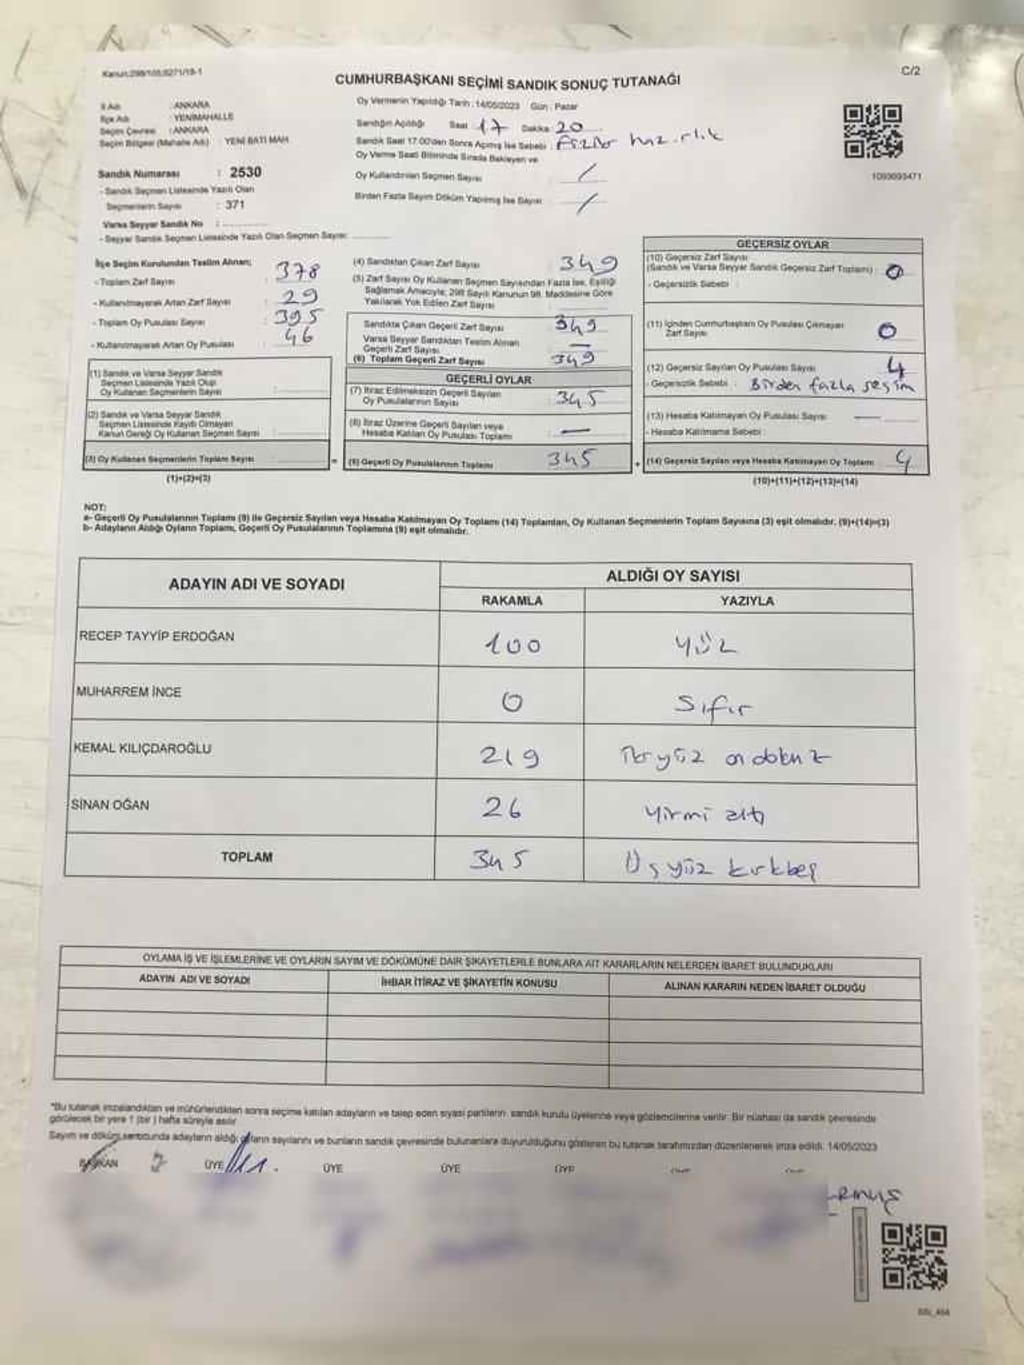 Kanun:298/105;6271/19-1
CUMHURBAŞKANI SEÇİMİ SANDIK SONUÇ TUTANAĞI
C/2
İl Adı : ANKARA
İlçe Adı : YENİMAHALLE
Seçim Çevresi : ANKARA
Seçim Bölgesi (Mahalle Adı) : YENİ BATI MAH
Oy Vermenin Yapıldığı Tarih : 14/05/2023 Gün : Pazar
Sandığın Açıldığı Saat 17 Dakika 20
Sandık Saat 17.00'den Sonra Açılmış İse Sebebi :
Oy Verme Saati Bitiminde Sırada Bekleyen ve
Oy Kullandırılan Seçmen Sayısı /
Birden Fazla Sayım Döküm Yapılmış İse Sayısı /
1093693471
Sandık Numarası : 2530
- Sandık Seçmen Listesinde Yazılı Olan
Seçmenlerin Sayısı : 371
Varsa Seyyar Sandık No :
- Seyyar Sandık Seçmen Listesinde Yazılı Olan Seçmen Sayısı:
İlçe Seçim Kurulundan Teslim Alınan;
- Toplam Zarf Sayısı : 378
- Kullanılmayarak Artan Zarf Sayısı : 29
- Toplam Oy Pusulası Sayısı : 395
- Kullanılmayarak Artan Oy Pusulası : 46
(1) Sandık ve Varsa Seyyar Sandık
Seçmen Listesinde Yazılı Olup
Oy Kullanan Seçmenlerin Sayısı :
(2) Sandık ve Varsa Seyyar Sandık
Seçmen Listesinde Kayıtlı Olmayan
Kanun Gereği Oy Kullanan Seçmen Sayısı :
(3) Oy Kullanan Seçmenlerin Toplam Sayısı =
(1)+(2)=(3)
(4) Sandıktan Çıkan Zarf Sayısı : 349
(5) Zarf Sayısı Oy Kullanan Seçmen Sayısından Fazla İse, Eşitliği
Sağlamak Amacıyla; 298 Sayılı Kanunun 98. Maddesine Göre
Yakılarak Yok Edilen Zarf Sayısı
Sandıkta Çıkan Geçerli Zarf Sayısı : 349
Varsa Seyyar Sandıktan Teslim Alınan
Geçerli Zarf Sayısı : —
(6) Toplam Geçerli Zarf Sayısı : 349
GEÇERLİ OYLAR
(7) İtiraz Edilmeksizin Geçerli Sayılan
Oy Pusulalarının Sayısı : 345
(8) İtiraz Üzerine Geçerli Sayılan veya
Hesaba Katılan Oy Pusulası Toplamı : —
(9) Geçerli Oy Pusulalarının Toplamı : 345 +
GEÇERSİZ OYLAR
(10) Geçersiz Zarf Sayısı
(Sandık ve Varsa Seyyar Sandık Geçersiz Zarf Toplamı) : 0
- Geçersizlik Sebebi :
(11) İçinden Cumhurbaşkanı Oy Pusulası Çıkmayan
Zarf Sayısı 0
(12) Geçersiz Sayılan Oy Pusulası Sayısı 4
- Geçersizlik Sebebi : Birden fazla seçim
(13) Hesaba Katılmayan Oy Pusulası Sayısı —
- Hesaba Katılmama Sebebi :
(14) Geçersiz Sayılan veya Hesaba Katılmayan Oy Toplamı : 4
(10)+(11)+(12)+(13)=(14)
NOT:
a- Geçerli Oy Pusulalarının Toplamı (9) ile Geçersiz Sayılan veya Hesaba Katılmayan Oy Toplamı (14) Toplamları, Oy Kullanan Seçmenlerin Toplam Sayısına (3) eşit olmalıdır. (9)+(14)=(3)
b- Adayların Aldığı Oyların Toplamı, Geçerli Oy Pusulalarının Toplamına (9) eşit olmalıdır.
ADAYIN ADI VE SOYADI ALDIĞI OY SAYISI
RAKAMLA YAZIYLA
RECEP TAYYİP ERDOĞAN 100 yüz
MUHARREM İNCE 0 sıfır
KEMAL KILIÇDAROĞLU 219 ikiyüz ondokuz
SİNAN OĞAN 26 yirmi altı
TOPLAM 345 Üçyüz kırkbeş
OYLAMA İŞ VE İŞLEMLERİNE VE OYLARIN SAYIM VE DÖKÜMÜNE DAİR ŞİKAYETLERLE BUNLARA AİT KARARLARIN NELERDEN İBARET BULUNDUKLARI
ADAYIN ADI VE SOYADI İHBAR İTİRAZ VE ŞİKAYETİN KONUSU ALINAN KARARIN NEDEN İBARET OLDUĞU
*Bu tutanak imzalandıktan ve mühürlendikten sonra seçime katılan adayların ve talep eden siyasi partilerin, sandık kurulu üyelerine veya gözlemcilerine verilir. Bir nüshası da sandık çevresinde
görülecek bir yere 1 (bir) hafta süreyle asılır.
Sayım ve döküm sonucunda adayların aldığı oyların sayılarını ve bunların sandık çevresinde bulunanlara duyurulduğunu gösteren bu tutanak tarafımızdan düzenlenerek imza edildi. 14/05/2023
BAŞKAN ÜYE ÜYE ÜYE ÜYE